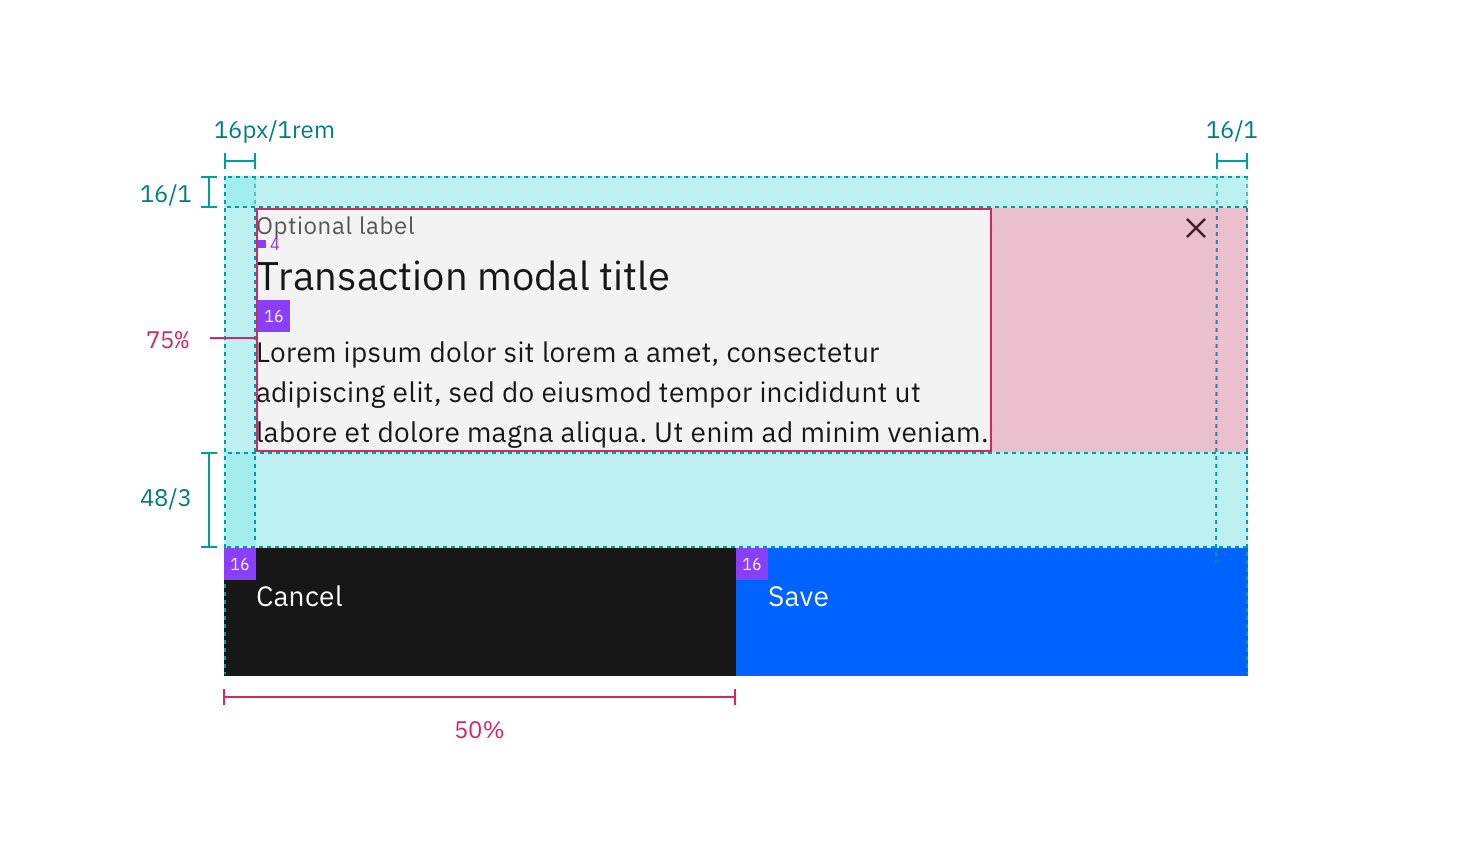 16px/1rem
16/1
16/1
Optional label
4
Transaction modal title
16
75%
Lorem ipsum dolor sit lorem a amet, consectetur
adipiscing elit, sed do eiusmod tempor incididunt ut
labore et dolore magna aliqua. Ut enim ad minim veniam.
48/3
16
16
Cancel
Save
50%